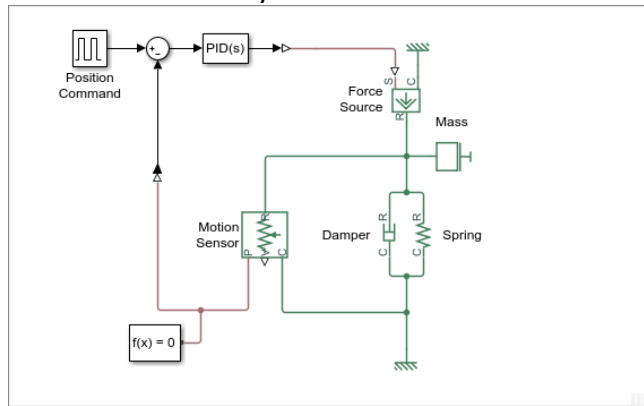 PID(s)
Position
Command
Force
Source
S
C
R
Mass
Motion
Sensor
R
P
V
C
Damper
R
C
R
C
Spring
f(x) = 0